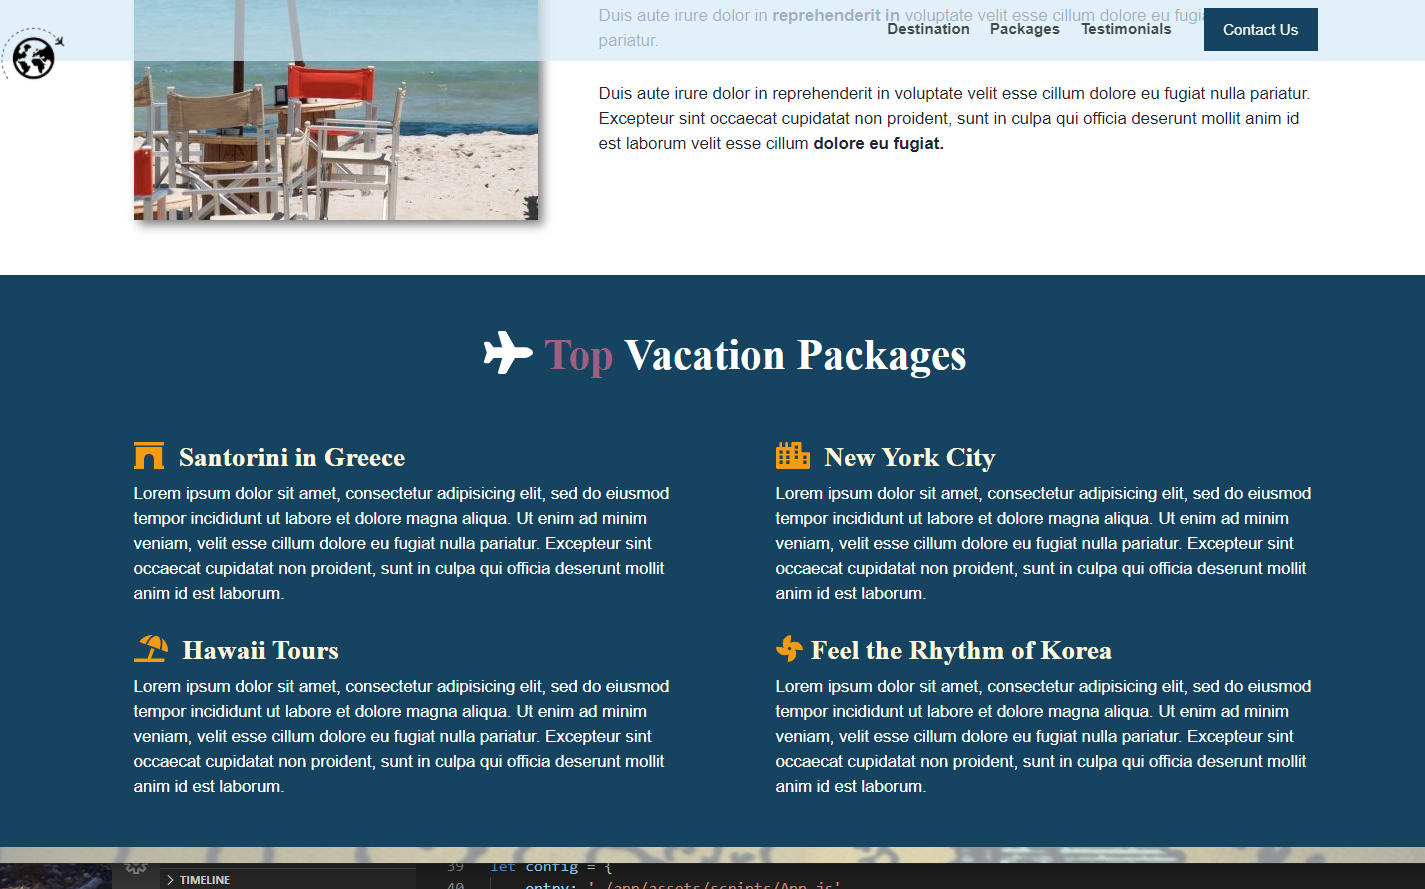 Duis aute irure dolor in reprehenderit in voluptate velit esse cillum dolore eu
pariatur.
Destination Packages Testimonials Contact Us
Duis aute irure dolor in reprehenderit in voluptate velit esse cillum dolore eu fugiat nulla pariatur.
Excepteur sint occaecat cupidatat non proident, sunt in culpa qui officia deserunt mollit anim id
est laborum velit esse cillum dolore eu fugiat.
Top Vacation Packages
Santorini in Greece
Lorem ipsum dolor sit amet, consectetur adipisicing elit, sed do eiusmod
tempor incididunt ut labore et dolore magna aliqua. Ut enim ad minim
veniam, velit esse cillum dolore eu fugiat nulla pariatur. Excepteur sint
occaecat cupidatat non proident, sunt in culpa qui officia deserunt mollit
anim id est laborum.
New York City
Lorem ipsum dolor sit amet, consectetur adipisicing elit, sed do eiusmod
tempor incididunt ut labore et dolore magna aliqua. Ut enim ad minim
veniam, velit esse cillum dolore eu fugiat nulla pariatur. Excepteur sint
occaecat cupidatat non proident, sunt in culpa qui officia deserunt mollit
anim id est laborum.
Hawaii Tours
Lorem ipsum dolor sit amet, consectetur adipisicing elit, sed do eiusmod
tempor incididunt ut labore et dolore magna aliqua. Ut enim ad minim
veniam, velit esse cillum dolore eu fugiat nulla pariatur. Excepteur sint
occaecat cupidatat non proident, sunt in culpa qui officia deserunt mollit
anim id est laborum.
Feel the Rhythm of Korea
Lorem ipsum dolor sit amet, consectetur adipisicing elit, sed do eiusmod
tempor incididunt ut labore et dolore magna aliqua. Ut enim ad minim
veniam, velit esse cillum dolore eu fugiat nulla pariatur. Excepteur sint
occaecat cupidatat non proident, sunt in culpa qui officia deserunt mollit
anim id est laborum.
39 let config = {
TIMELINE
40 entry: './app/assets/scripts/App.js'